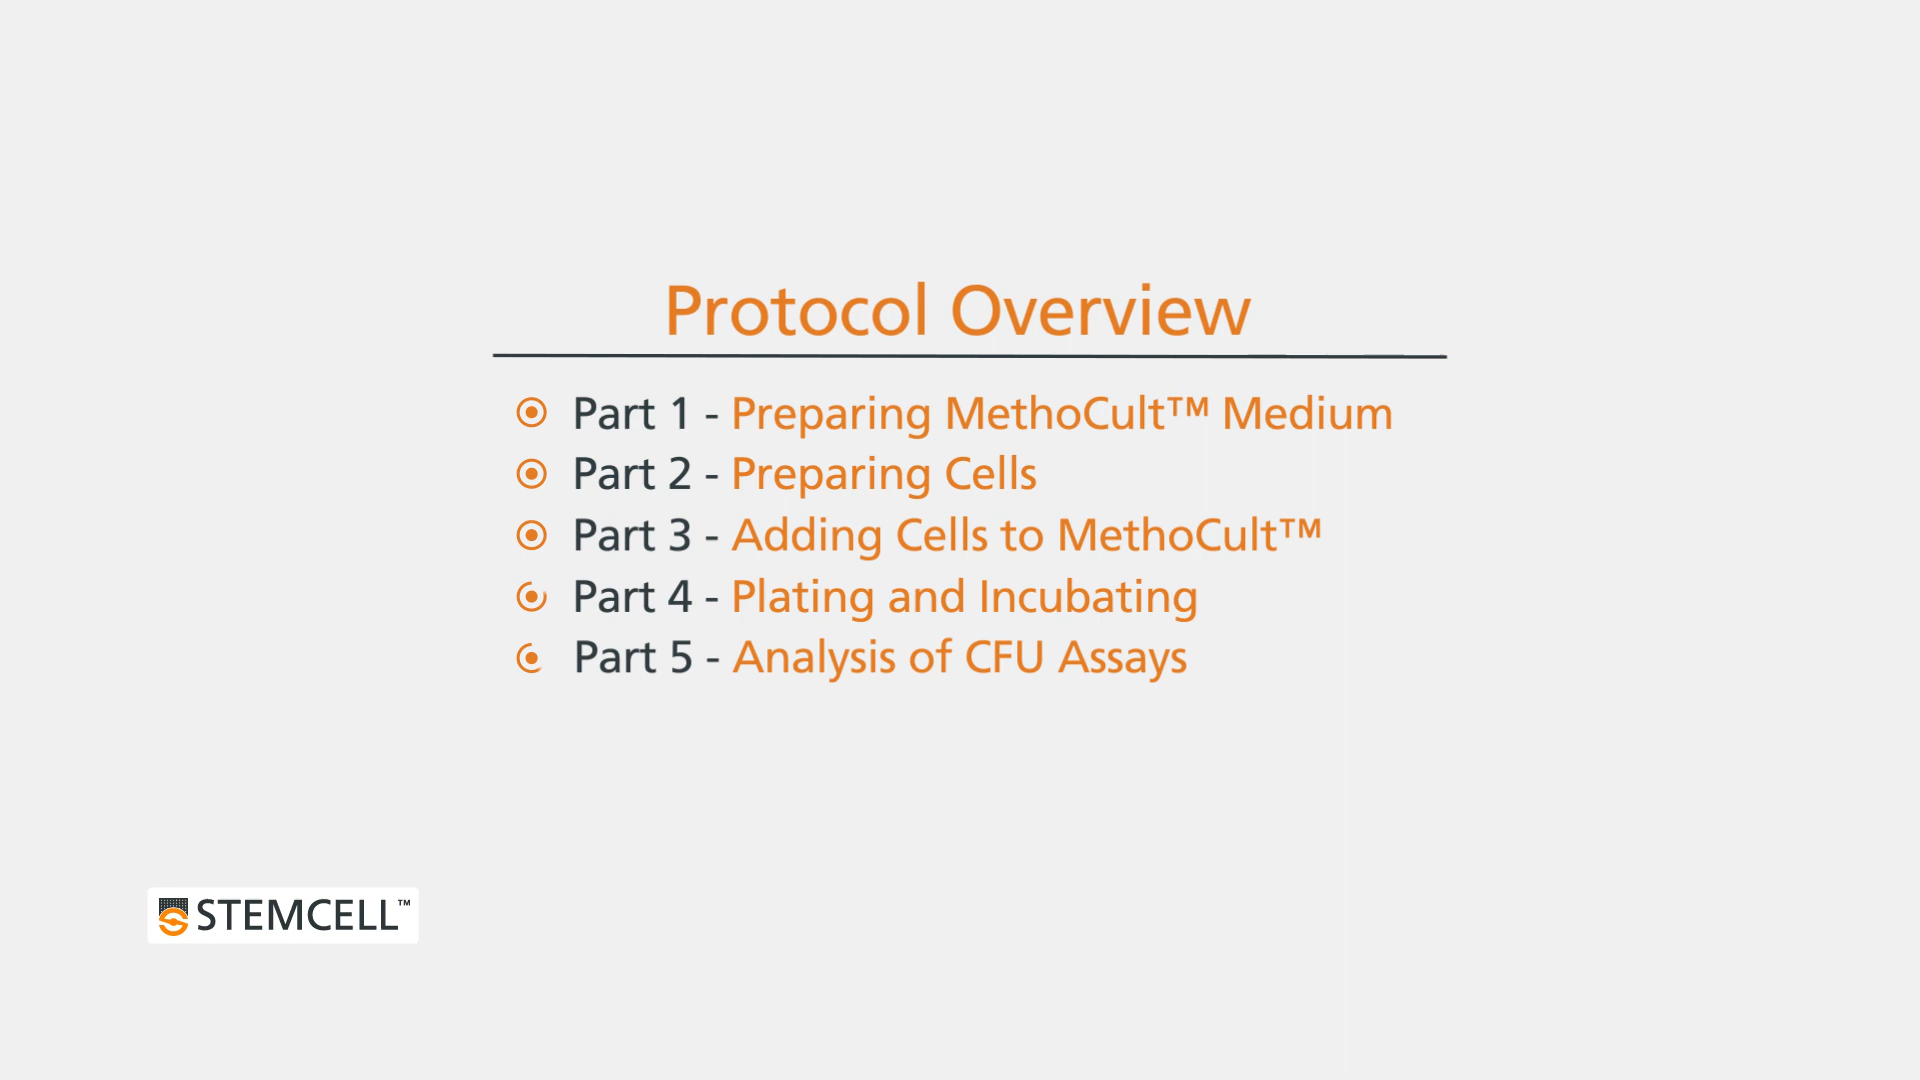 Protocol Overview
Part 1 - Preparing MethoCult™ Medium
Part 2 - Preparing Cells
Part 3 - Adding Cells to MethoCult™
Part 4 - Plating and Incubating
Part 5 - Analysis of CFU Assays
STEMCELL™